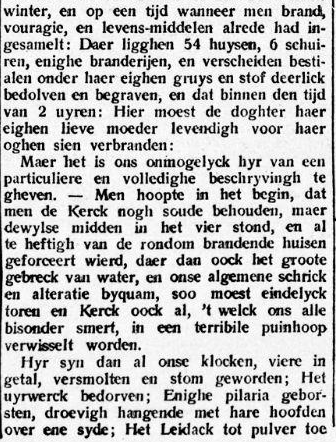 winter, en op een tijd wanneer men brand,
vouragie, en levens-middelen alrede had in-
gesamelt: Daer ligghen 54 huysen, 6 schui-
ren, enighe branderijen, en verscheiden besti-
alen onder haer eighen gruys en stof deerlick
bedolven en begraven, en dat binnen den tijd
van 2 uyren: Hier moest de doghter haer
eighen lieve moeder levendigh voor haer
oghen sien verbranden:
Maer het is ons onmogelyck hyr van een
particuliere en volledighe beschryvingh te
gheven. — Men hoopte in het begin, dat
men de Kerck nogh soude behouden, maer
dewylse midden in het vier stond, en al
te heftigh van de rondom brandende huisen
geforceert wierd, daer dan oock het groote
gebreck van water, en onse algemene schrick
en alteratie byquam, soo moest eindelyck
toren en Kerck oock al, 't welck ons alle
bisonder smert, in een terribile puinhoop
verwisselt worden.
Hyr syn dan al onse klocken, viere in
getal, versmolten en stom geworden; Het
uyrwerck bedorven; Enighe pilaria gebor-
sten, droevigh hangende met hare hoofden
over ene syde; Het Leidack tot pulver toe